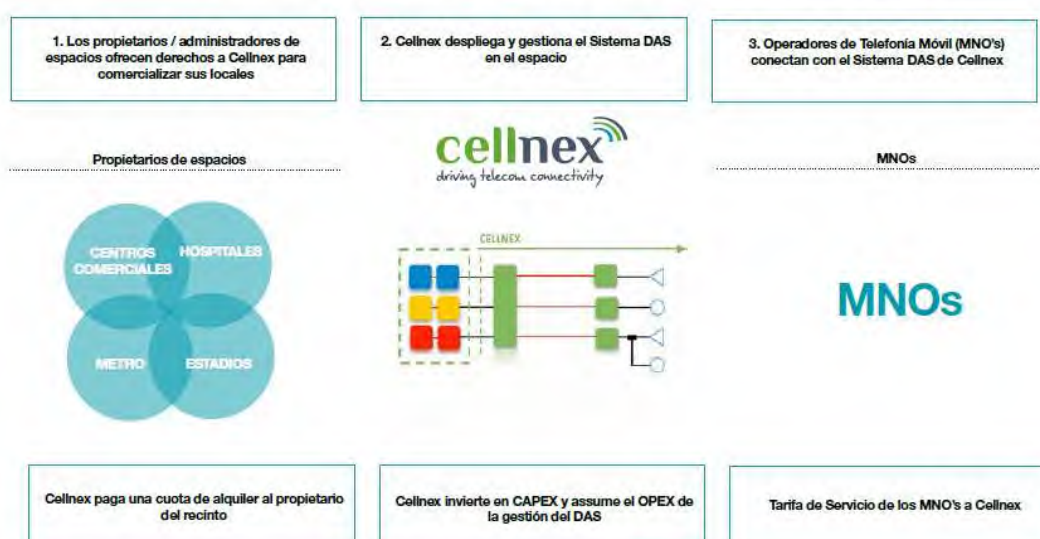 1. Los propietarios / administradores de
espacios ofrecen derechos a Cellnex para
comercializar sus locales
2. Cellnex despliega y gestiona el Sistema DAS
en el espacio
3. Operadores de Telefonía Móvil (MNO's)
conectan con el Sistema DAS de Cellnex
Propietarios de espacios
cellnex
driving telecom connectivity
MNOs
CENTROS
COMERCIALES
HOSPITALES
METRO
ESTADIOS
CELLNEX
MNOs
Cellnex paga una cuota de alquiler al propietario
del recinto
Cellnex invierte en CAPEX y assume el OPEX de
la gestión del DAS
Tarifa de Servicio de los MNO's a Cellnex